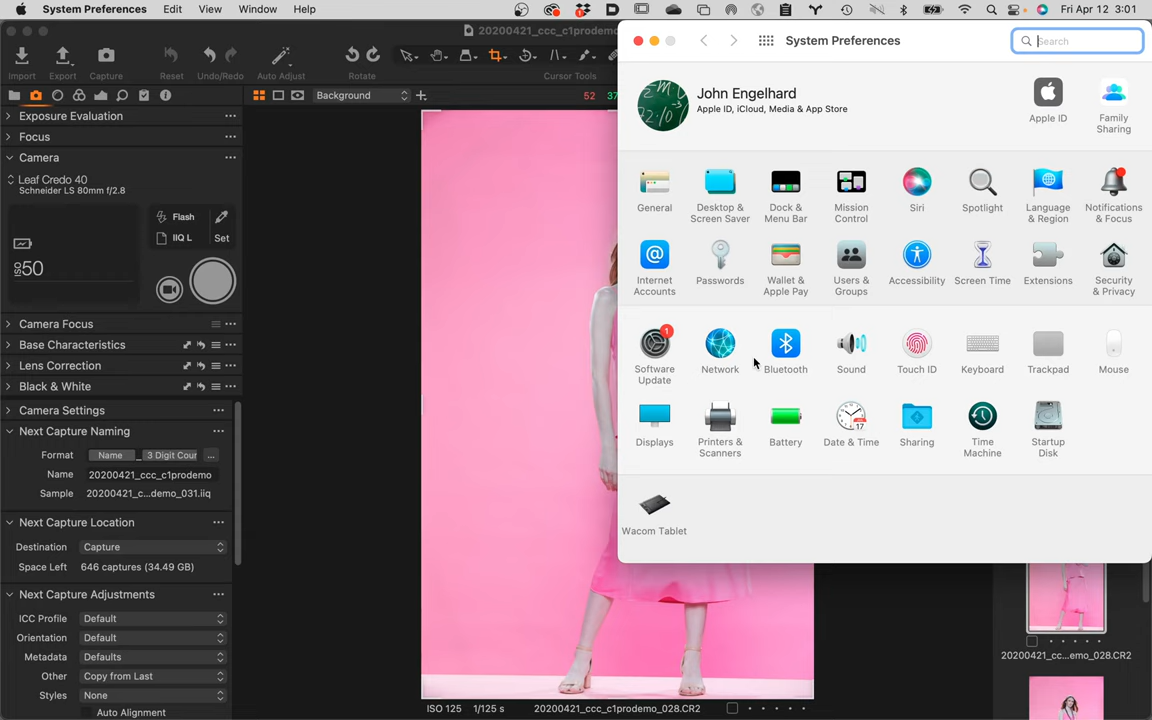 System Preferences Edit View Window Help
Fri Apr 12 3:01
20200421_ccc_c1prodemo
Import Export Capture Reset Undo/Redo Auto Adjust Rotate Cursor Tools
Background
52
Exposure Evaluation
Focus
Camera
Leaf Credo 40
Schneider LS 80mm f/2.8
Flash
IIQ L Set
ISO 50
Camera Focus
Base Characteristics
Lens Correction
Black & White
Camera Settings
Next Capture Naming
Format Name _ 3 Digit Cour ...
Name 20200421_ccc_c1prodemo
Sample 20200421_c...demo_031.iiq
Next Capture Location
Destination Capture
Space Left 646 captures (34.49 GB)
Next Capture Adjustments
ICC Profile Default
Orientation Default
Metadata Defaults
Other Copy from Last
Styles None
Auto Alignment
System Preferences
Search
John Engelhard
Apple ID, iCloud, Media & App Store
Apple ID
Family
Sharing
General
Desktop &
Screen Saver
Dock &
Menu Bar
Mission
Control
Siri
Spotlight
Language
& Region
Notifications
& Focus
Internet
Accounts
Passwords
Wallet &
Apple Pay
Users &
Groups
Accessibility
Screen Time
Extensions
Security
& Privacy
1
Software
Update
Network
Bluetooth
Sound
Touch ID
Keyboard
Trackpad
Mouse
Displays
Printers &
Scanners
Battery
17
Date & Time
Sharing
Time
Machine
Startup
Disk
Wacom Tablet
20200421_cc...emo_028.CR2
ISO 125 1/125 s 20200421_ccc_c1prodemo_028.CR2